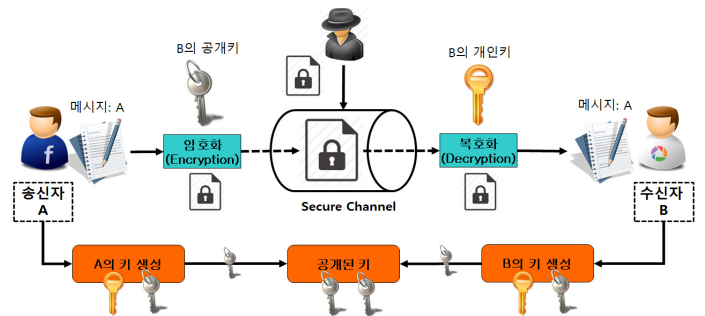 B의 공개키
B의 개인키
메시지: A
메시지: A
암호화
(Encryption)
복호화
(Decryption)
f
Secure Channel
송신자
A
수신자
B
A의 키 생성
공개된 키
B의 키 생성